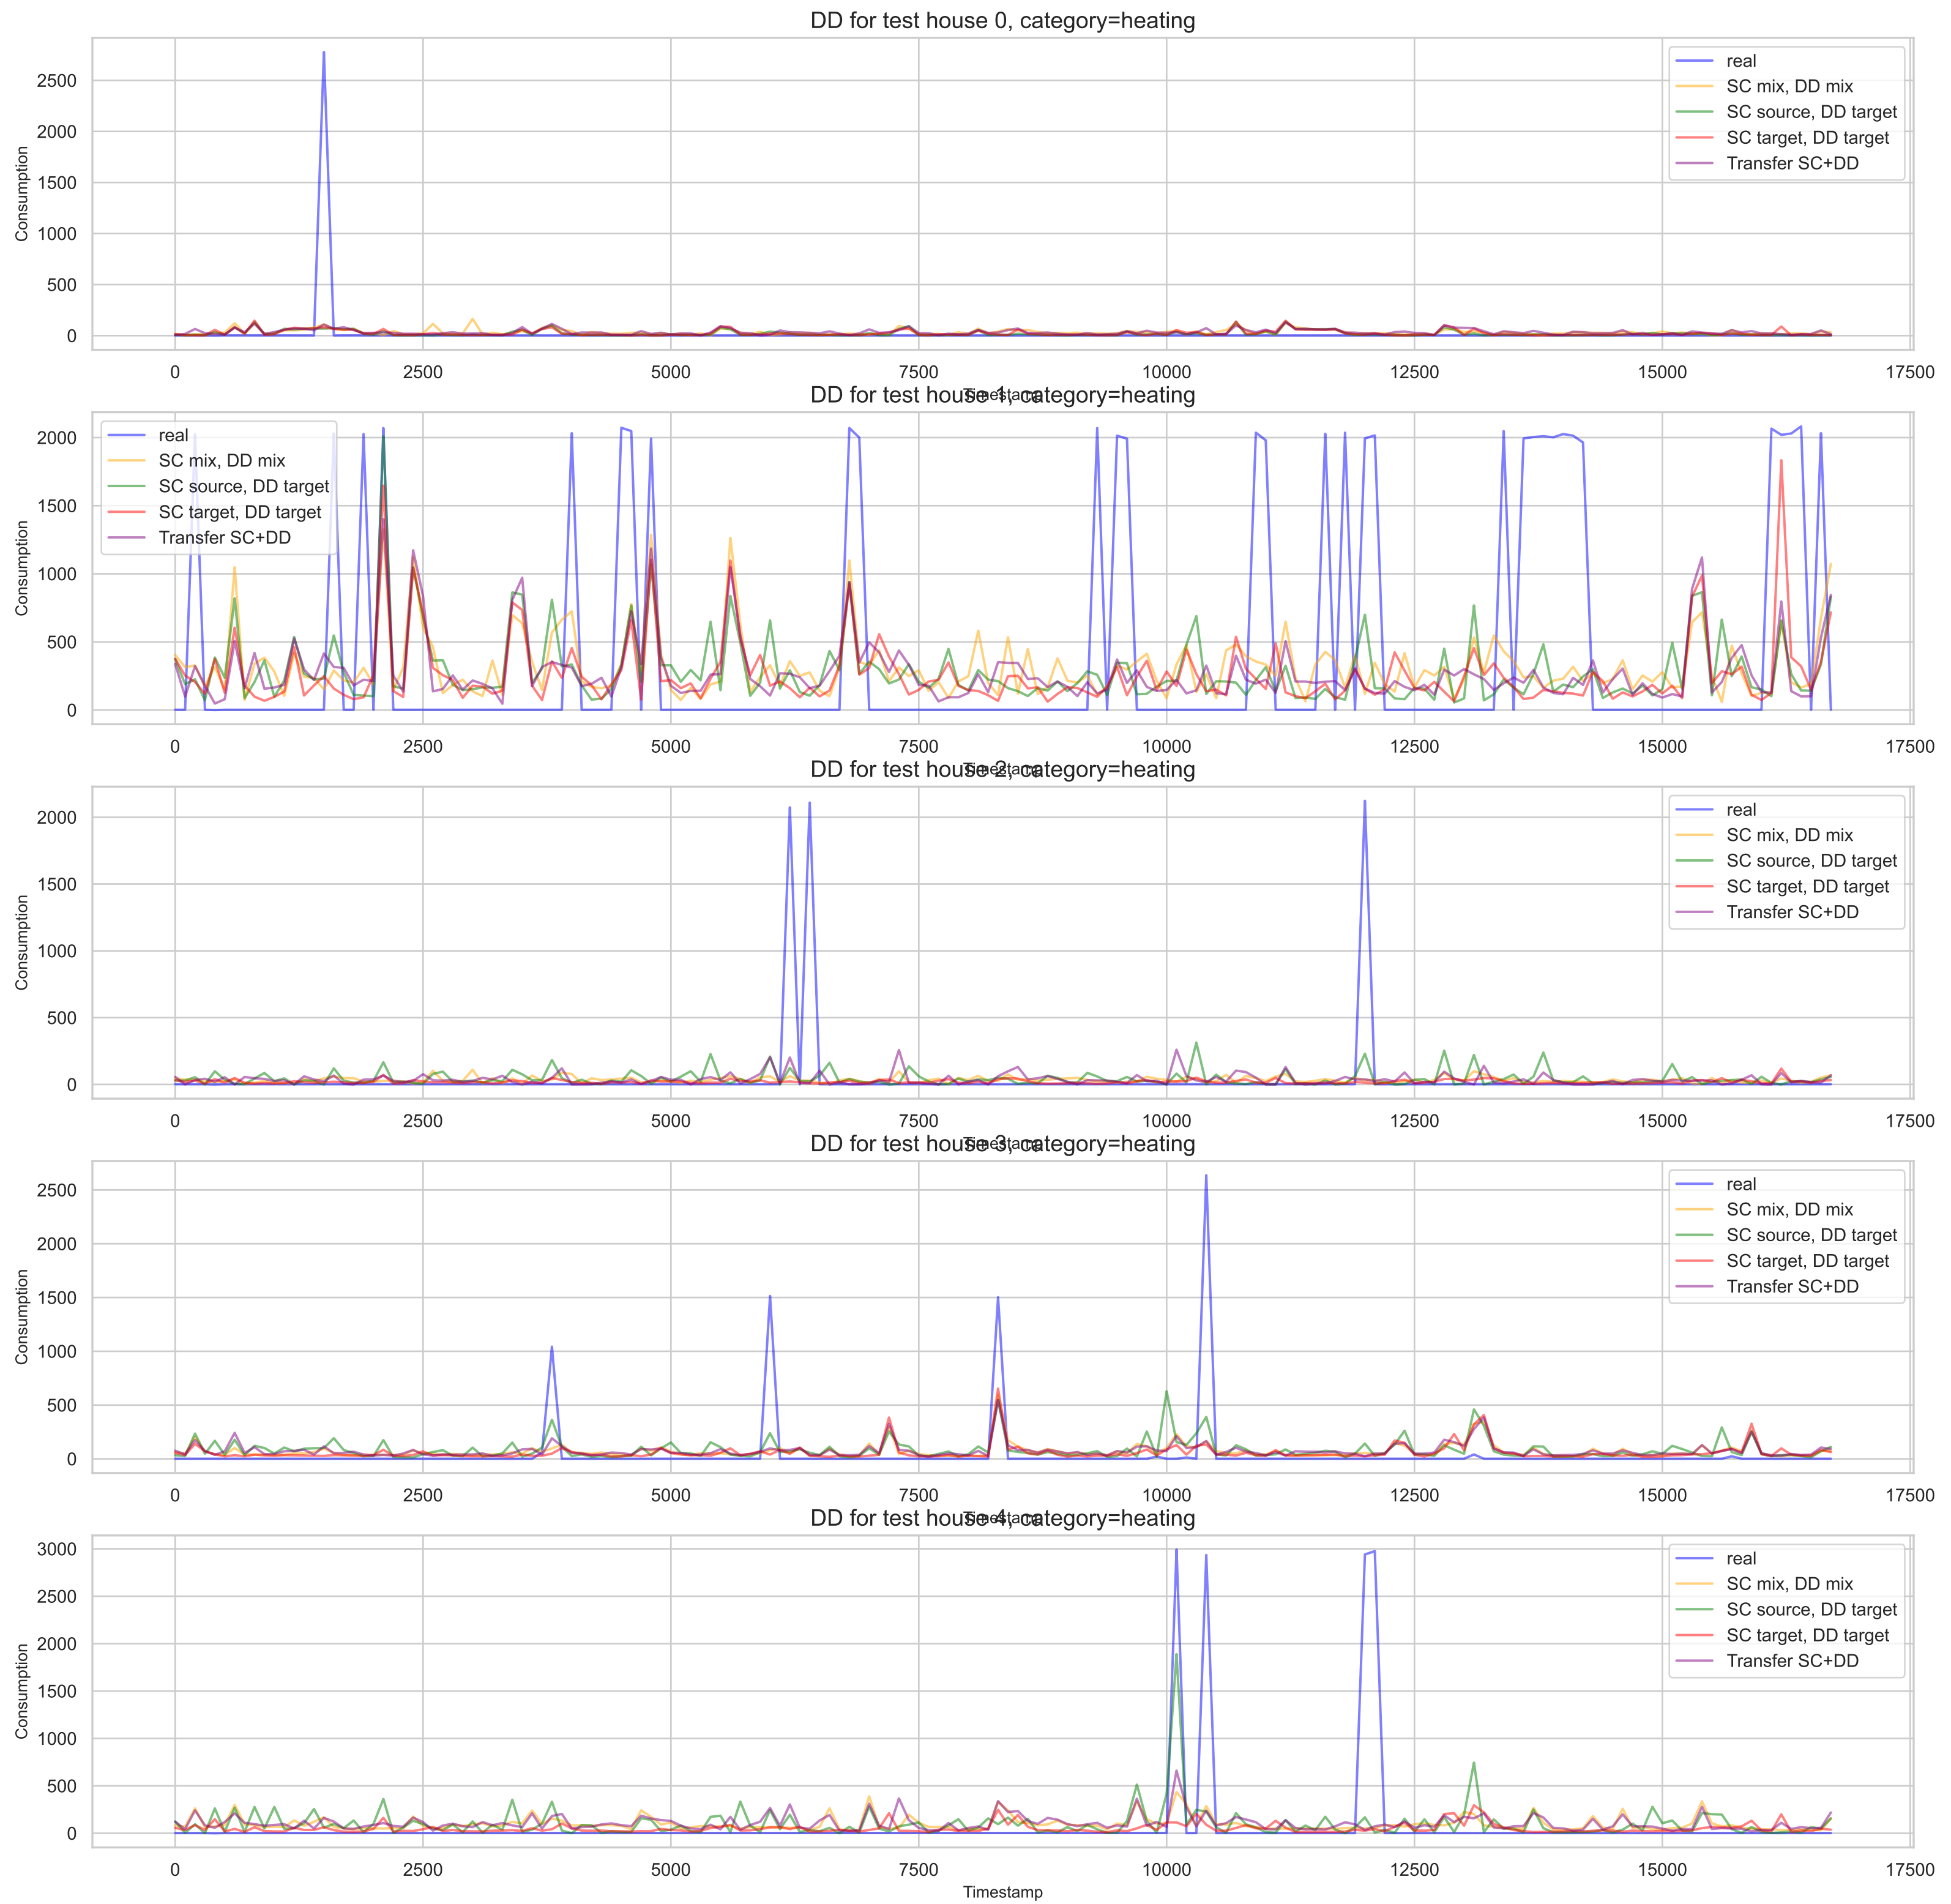 DD for test house 0, category=heating
Consumption
2500
2000
1500
1000
500
0
real
SC mix, DD mix
SC source, DD target
SC target, DD target
Transfer SC+DD
0 2500 5000 7500 10000 12500 15000 17500
Timestamp
DD for test house 1, category=heating
Consumption
2000
1500
1000
500
0
real
SC mix, DD mix
SC source, DD target
SC target, DD target
Transfer SC+DD
0 2500 5000 7500 10000 12500 15000 17500
Timestamp
DD for test house 2, category=heating
Consumption
2000
1500
1000
500
0
real
SC mix, DD mix
SC source, DD target
SC target, DD target
Transfer SC+DD
0 2500 5000 7500 10000 12500 15000 17500
Timestamp
DD for test house 3, category=heating
Consumption
2500
2000
1500
1000
500
0
real
SC mix, DD mix
SC source, DD target
SC target, DD target
Transfer SC+DD
0 2500 5000 7500 10000 12500 15000 17500
Timestamp
DD for test house 4, category=heating
Consumption
3000
2500
2000
1500
1000
500
0
real
SC mix, DD mix
SC source, DD target
SC target, DD target
Transfer SC+DD
0 2500 5000 7500 10000 12500 15000 17500
Timestamp